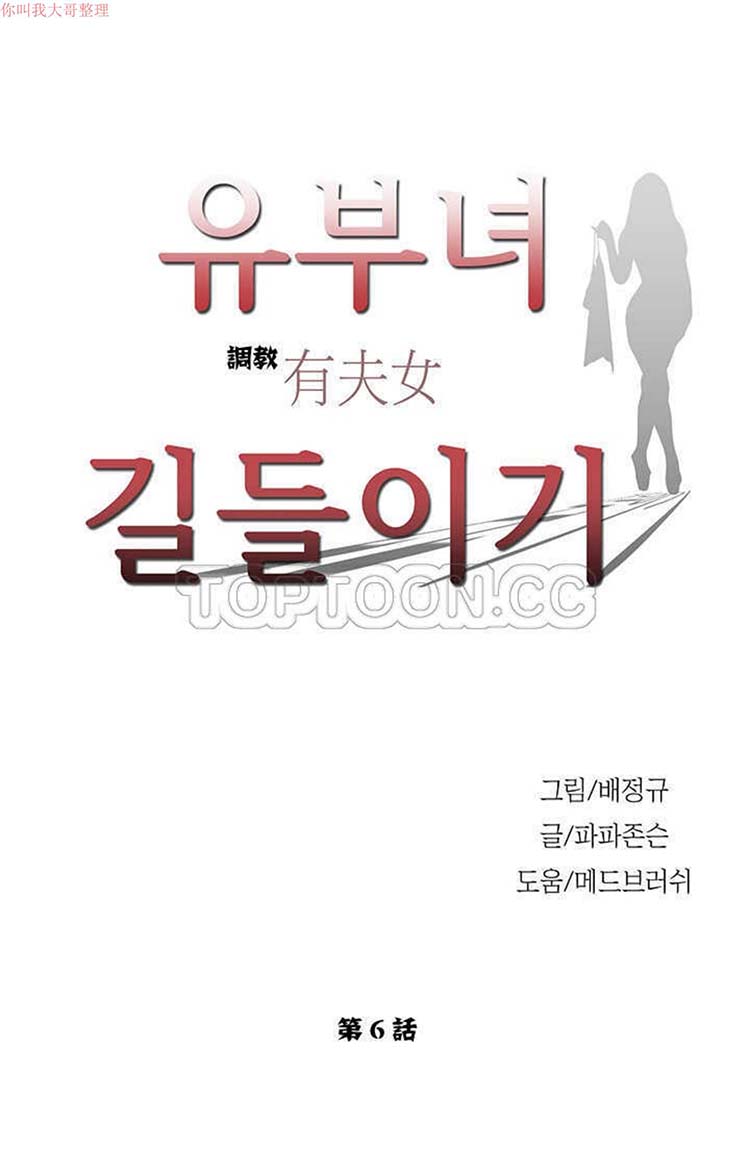 你叫我大哥整理
유부녀
調教 有夫女
길들이기
TOPTOON.CC
그림/배정규
글/파파존슨
도움/메드브러쉬
第6話